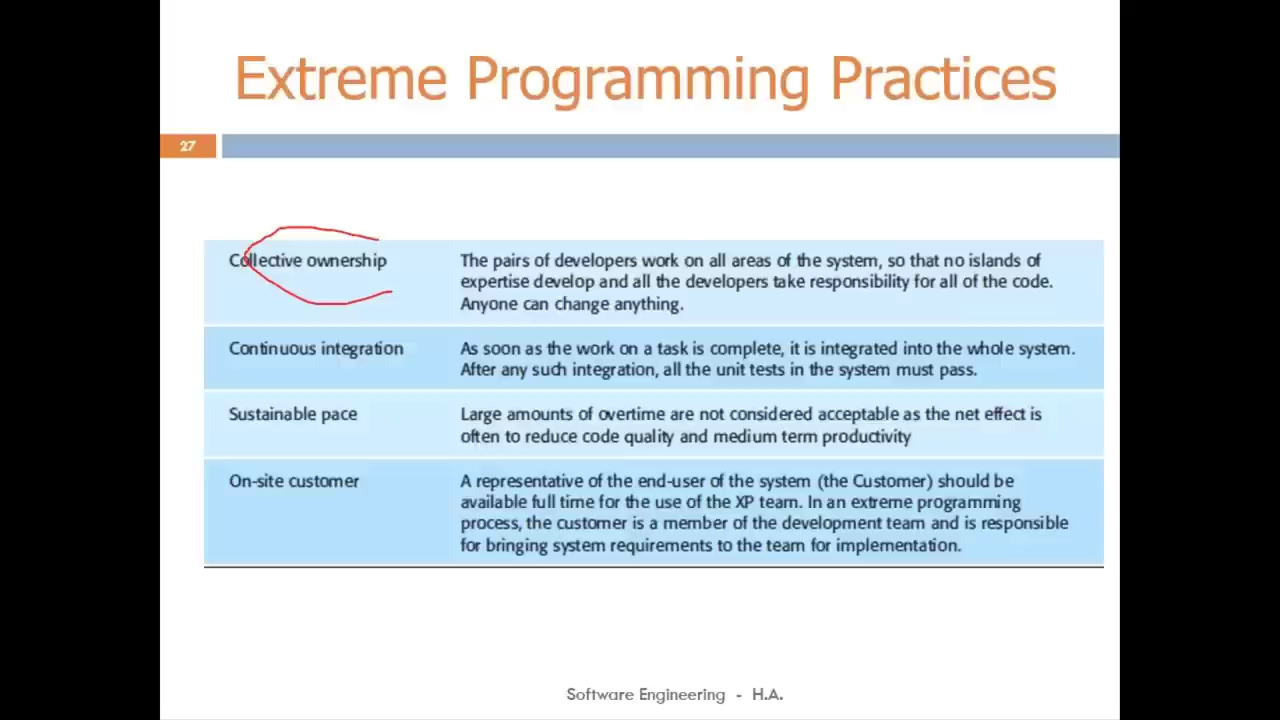 Extreme Programming Practices
27
Collective ownership
The pairs of developers work on all areas of the system, so that no islands of
expertise develop and all the developers take responsibility for all of the code.
Anyone can change anything.
Continuous integration
As soon as the work on a task is complete, it is integrated into the whole system.
After any such integration, all the unit tests in the system must pass.
Sustainable pace
Large amounts of overtime are not considered acceptable as the net effect is
often to reduce code quality and medium term productivity
On-site customer
A representative of the end-user of the system (the Customer) should be
available full time for the use of the XP team. In an extreme programming
process, the customer is a member of the development team and is responsible
for bringing system requirements to the team for implementation.
Software Engineering - H.A.